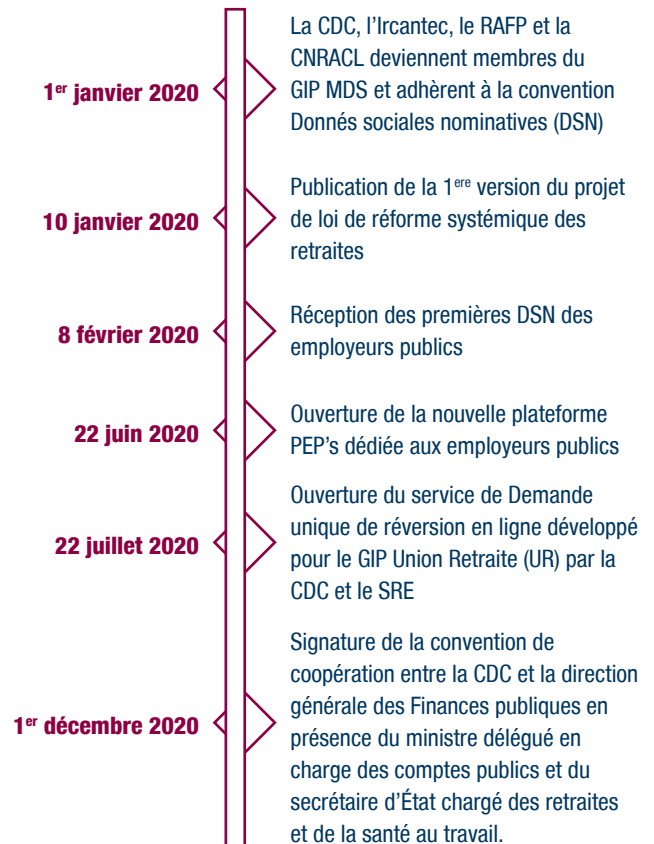 1er janvier 2020
La CDC, l’Ircantec, le RAFP et la
CNRACL deviennent membres du
GIP MDS et adhèrent à la convention
Donnés sociales nominatives (DSN)
10 janvier 2020
Publication de la 1ere version du projet
de loi de réforme systémique des
retraites
8 février 2020
Réception des premières DSN des
employeurs publics
22 juin 2020
Ouverture de la nouvelle plateforme
PEP’s dédiée aux employeurs publics
22 juillet 2020
Ouverture du service de Demande
unique de réversion en ligne développé
pour le GIP Union Retraite (UR) par la
CDC et le SRE
1er décembre 2020
Signature de la convention de
coopération entre la CDC et la direction
générale des Finances publiques en
présence du ministre délégué en
charge des comptes publics et du
secrétaire d’État chargé des retraites
et de la santé au travail.